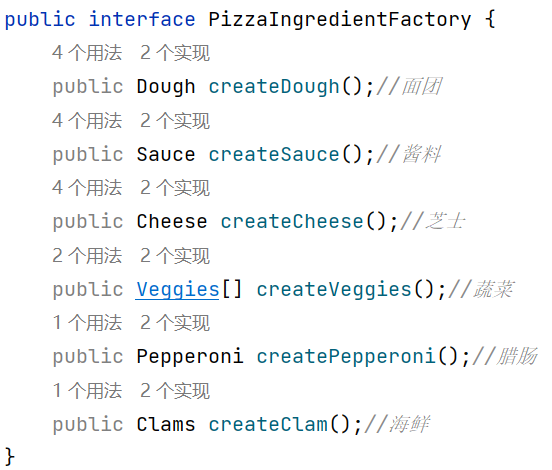 public interface PizzaIngredientFactory {
4 个用法 2 个实现
public Dough createDough();//面团
4 个用法 2 个实现
public Sauce createSauce();//酱料
4 个用法 2 个实现
public Cheese createCheese();//芝士
2 个用法 2 个实现
public Veggies[] createVeggies();//蔬菜
1 个用法 2 个实现
public Pepperoni createPepperoni();//腊肠
1 个用法 2 个实现
public Clams createClam();//海鲜
}